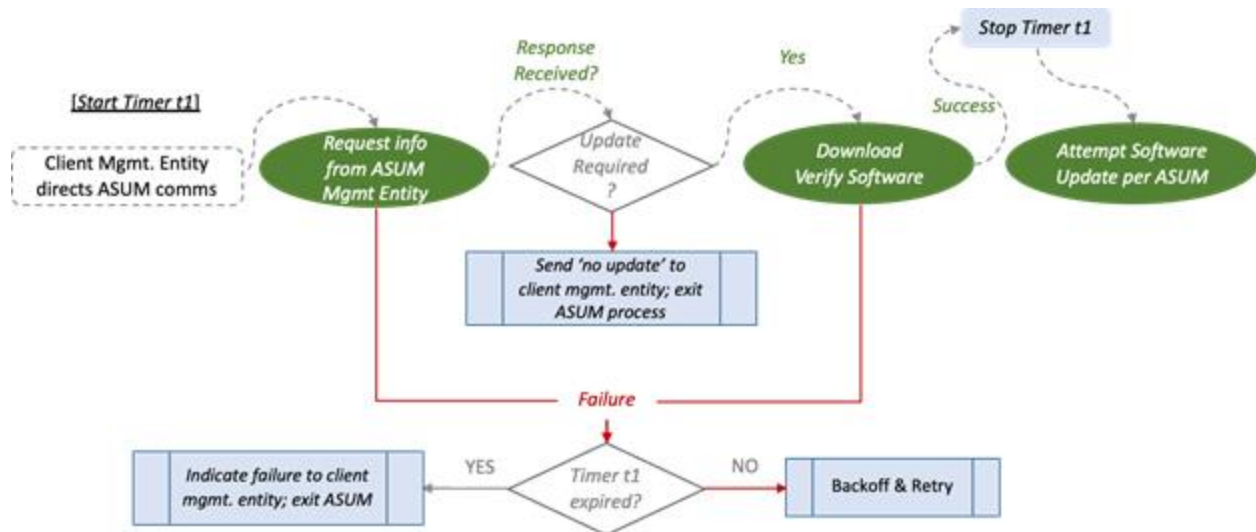 Stop Timer t1
Response
Received?
Yes
[Start Timer t1]
Success
Client Mgmt. Entity
directs ASUM comms
Request info
from ASUM
Mgmt Entity
Update
Required
?
Download
Verify Software
Attempt Software
Update per ASUM
Send ‘no update’ to
client mgmt. entity; exit
ASUM process
Failure
Indicate failure to client
mgmt. entity; exit ASUM
YES
Timer t1
expired?
NO
Backoff & Retry